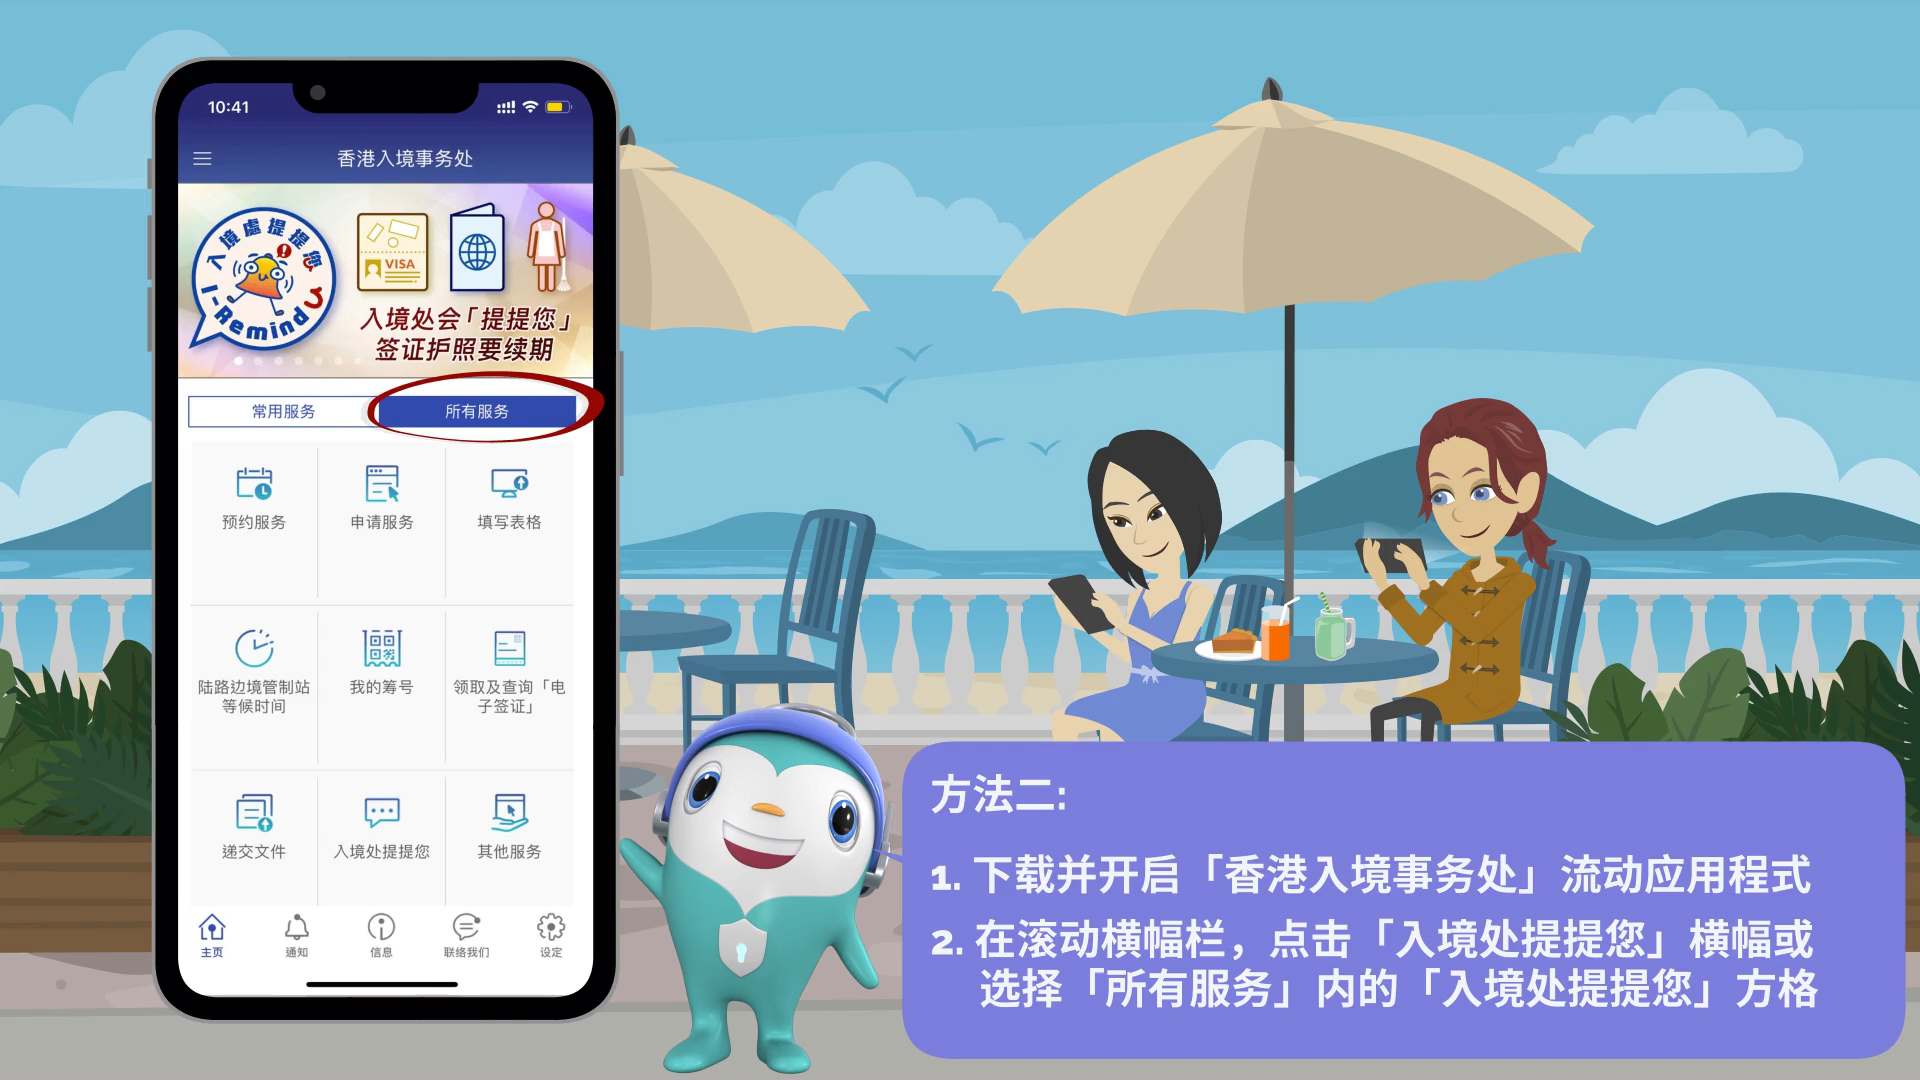 10:41
香港入境事务处
入境處提提您
I-Remind U
VISA
入境处会「提提您」
签证护照要续期
常用服务
所有服务
预约服务
申请服务
填写表格
陆路边境管制站
等候时间
我的筹号
领取及查询「电
子签证」
递交文件
入境处提提您
其他服务
主页
通知
信息
联络我们
设定
方法二:
1. 下载并开启「香港入境事务处」流动应用程式
2. 在滚动横幅栏，点击「入境处提提您」横幅或
选择「所有服务」内的「入境处提提您」方格